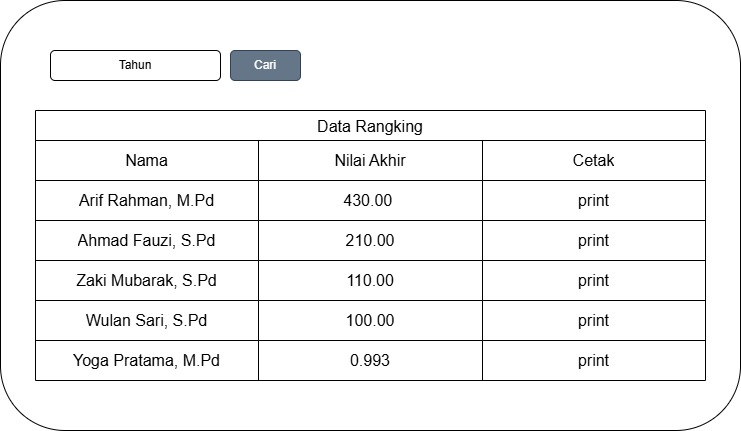 Tahun Cari
Data Rangking
Nama Nilai Akhir Cetak
Arif Rahman, M.Pd 430.00 print
Ahmad Fauzi, S.Pd 210.00 print
Zaki Mubarak, S.Pd 110.00 print
Wulan Sari, S.Pd 100.00 print
Yoga Pratama, M.Pd 0.993 print